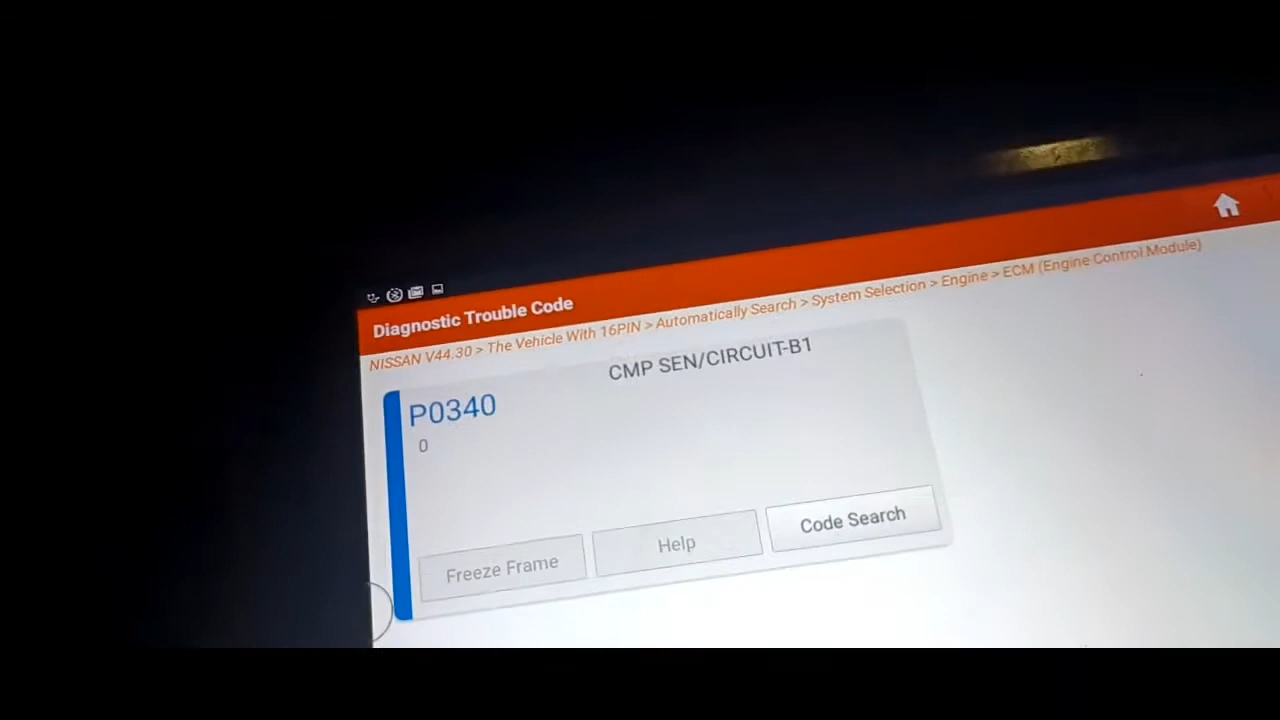 Diagnostic Trouble Code
NISSAN V44.30 > The Vehicle With 16PIN > Automatically Search > System Selection > Engine > ECM (Engine Control Module)
CMP SEN/CIRCUIT-B1
P0340
0
Freeze Frame
Help
Code Search